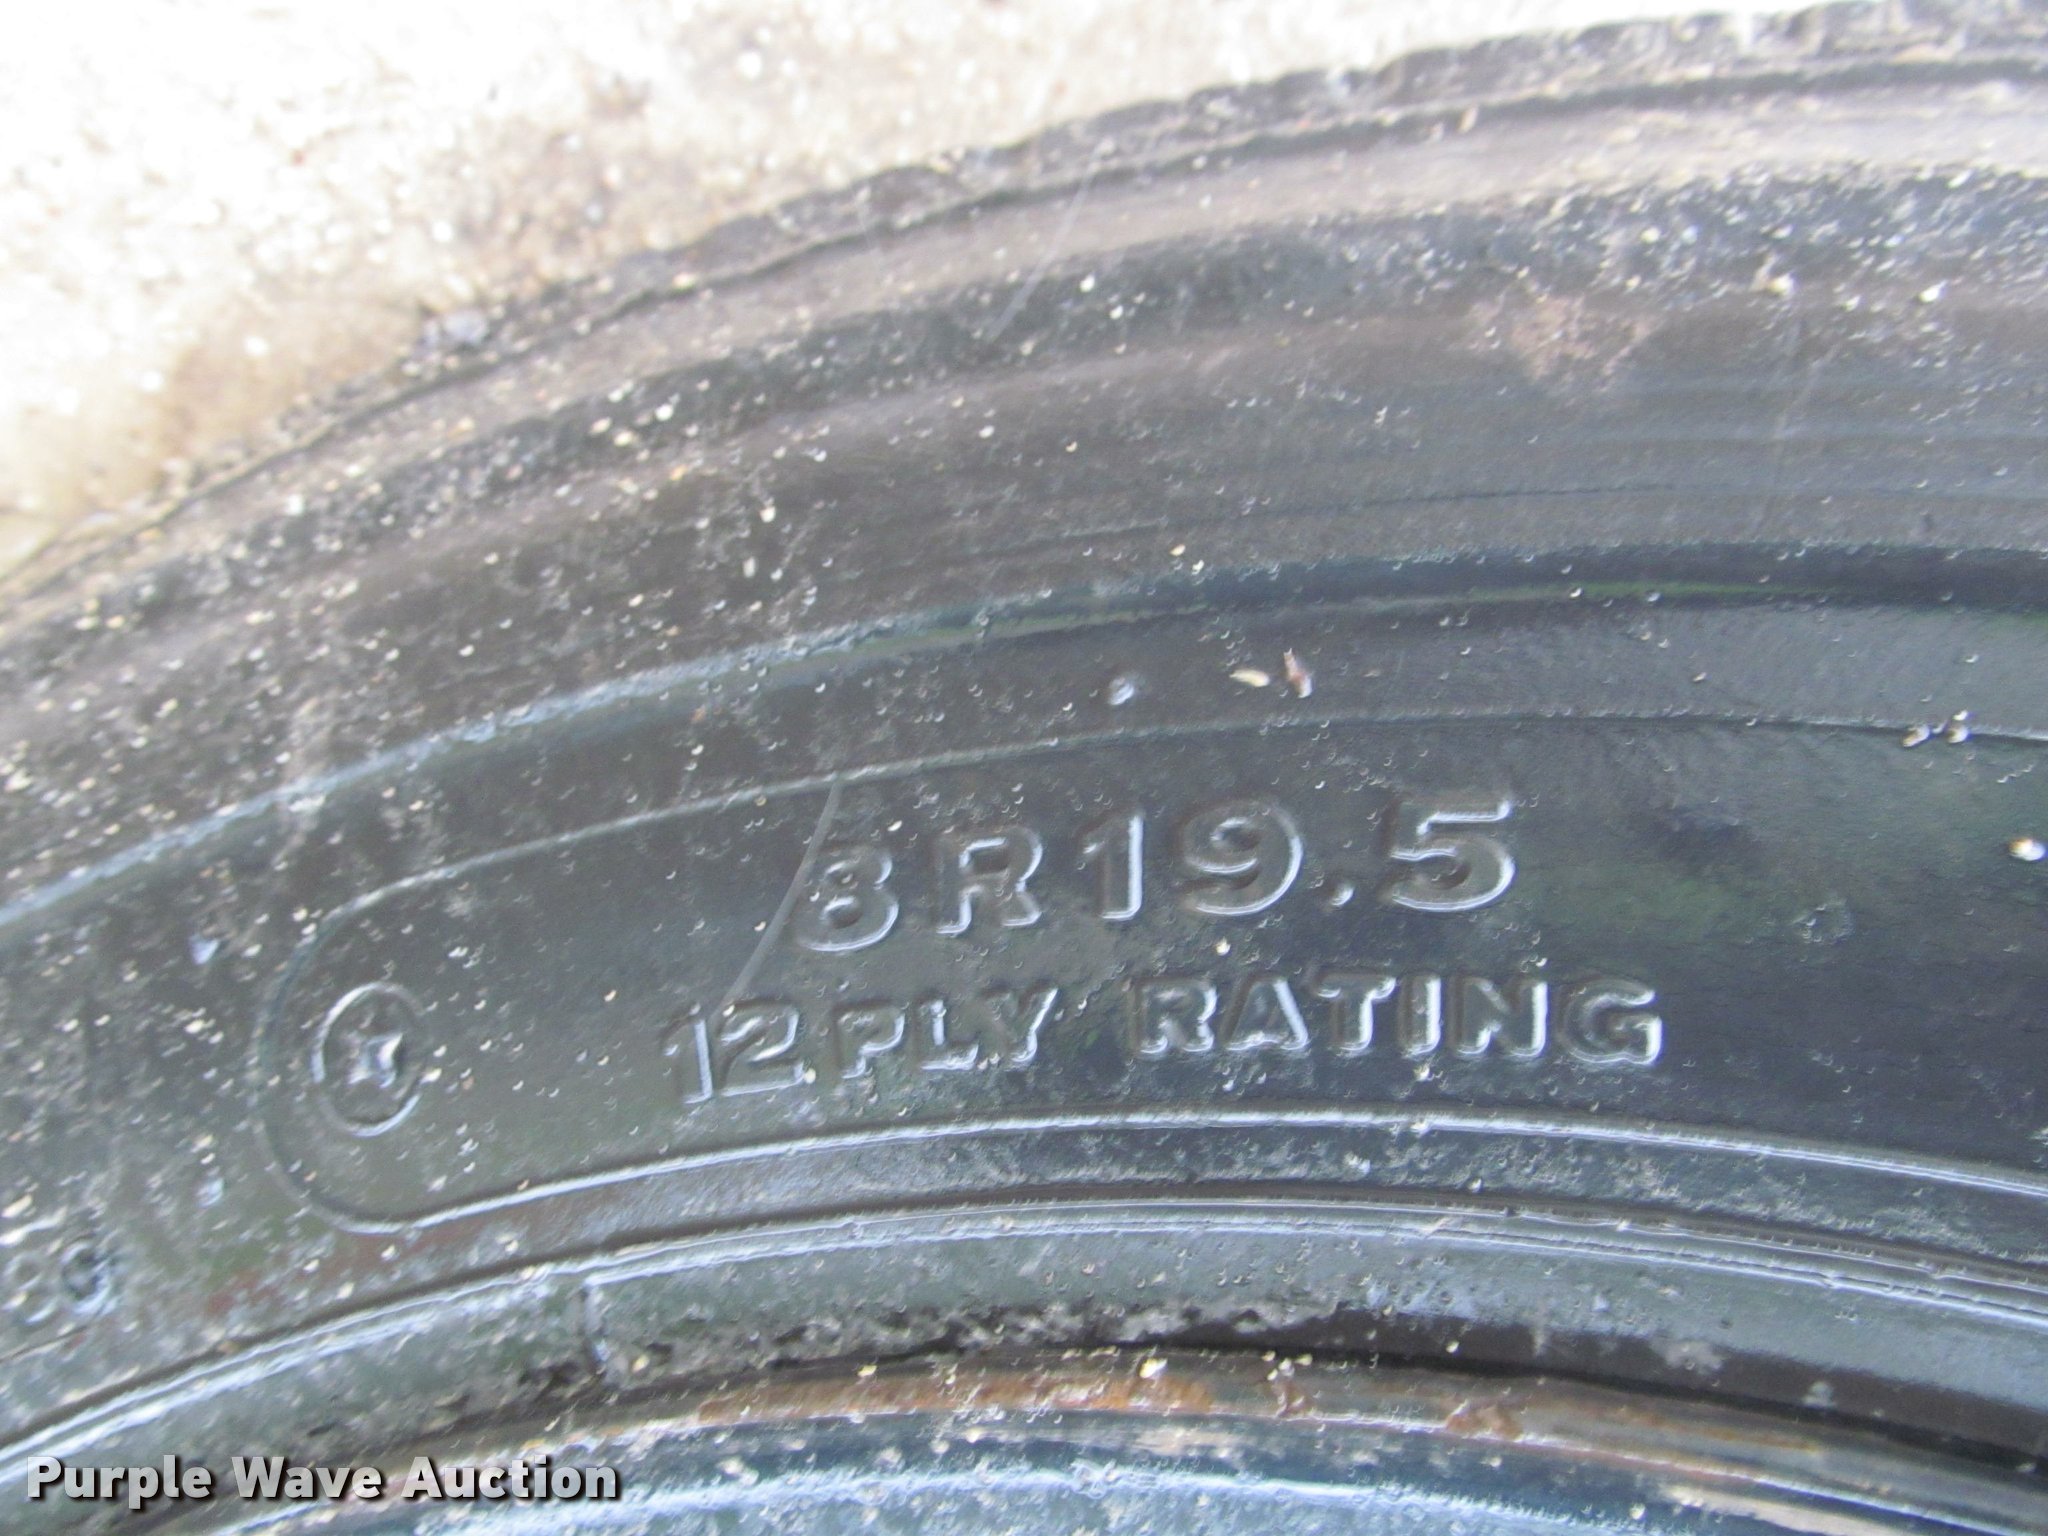 8R19.5
12 PLY RATING
Purple Wave Auction